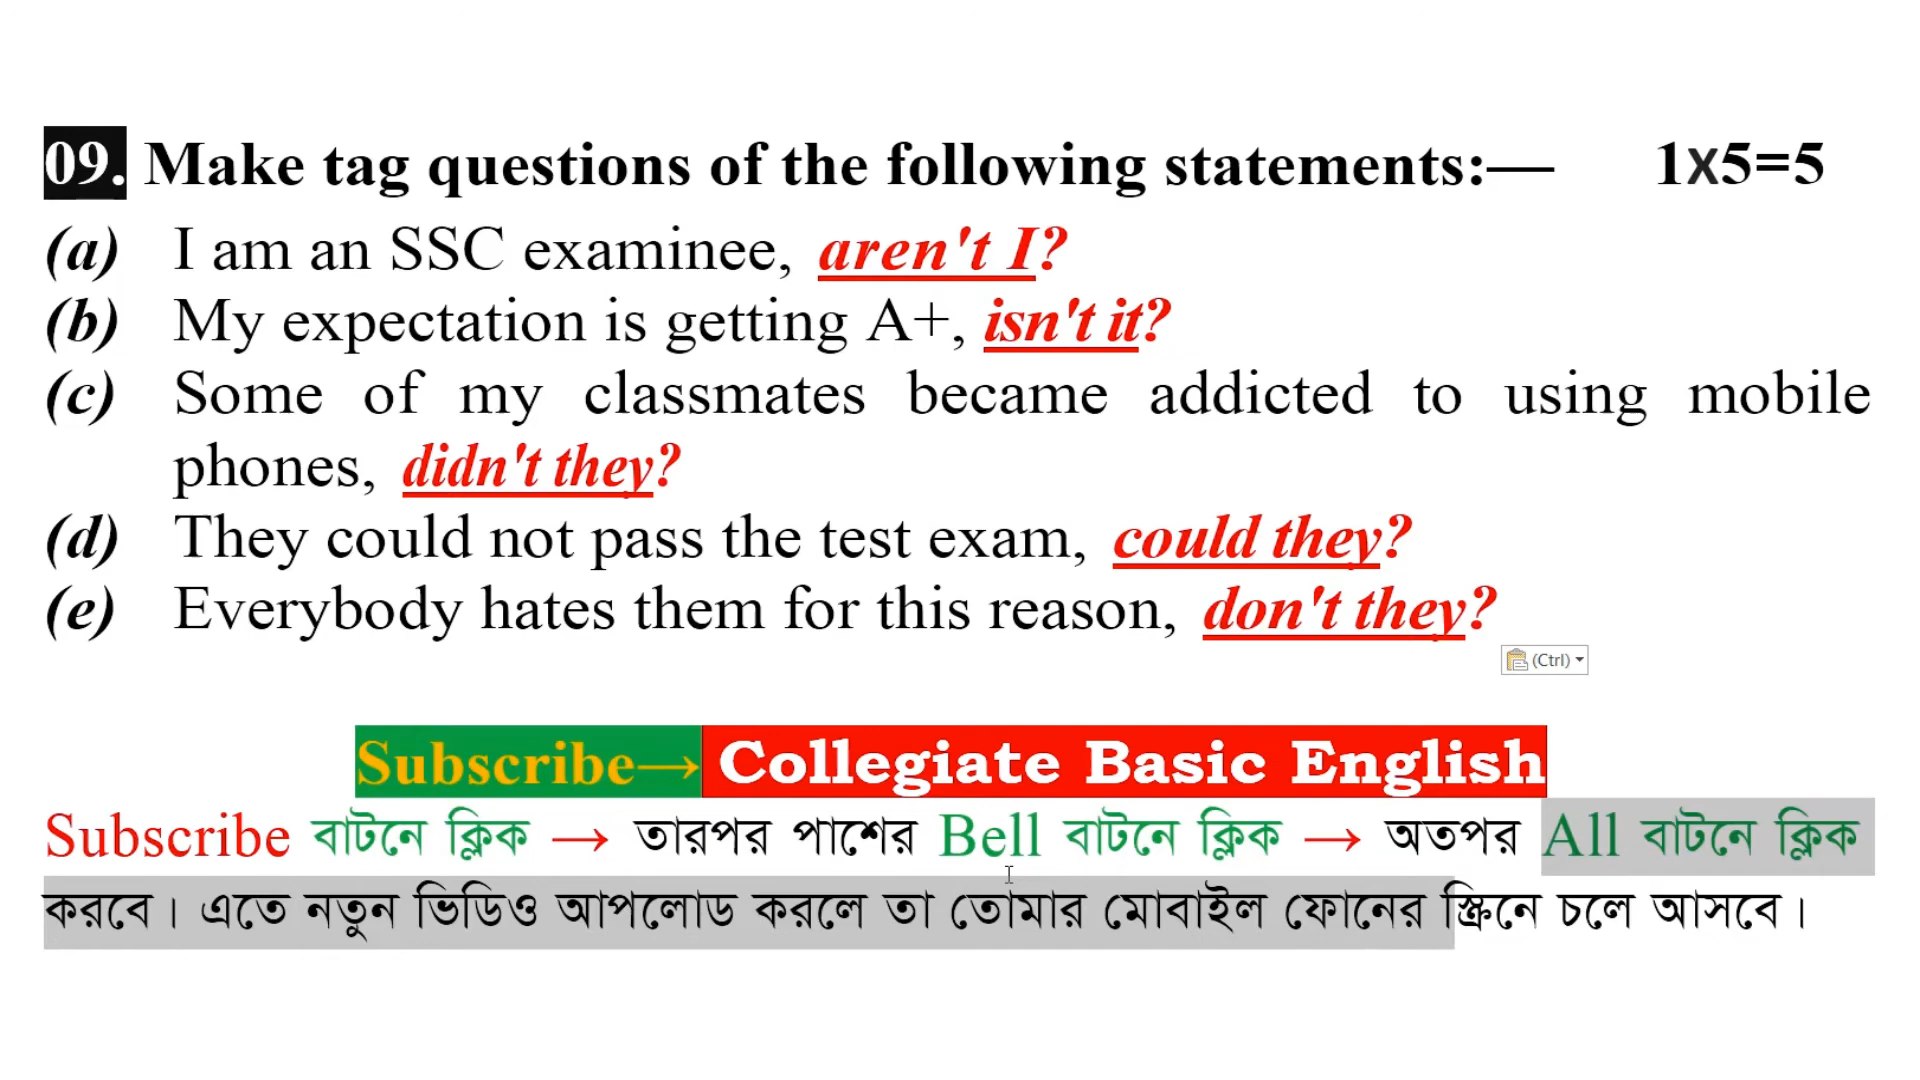 09. Make tag questions of the following statements:— 1x5=5
(a) I am an SSC examinee, aren't I?
(b) My expectation is getting A+, isn't it?
(c) Some of my classmates became addicted to using mobile
phones, didn't they?
(d) They could not pass the test exam, could they?
(e) Everybody hates them for this reason, don't they?
(Ctrl)
Subscribe→ Collegiate Basic English
Subscribe বাটনে ক্লিক → তারপর পাশের Bell বাটনে ক্লিক → অতপর All বাটনে ক্লিক
করবে। এতে নতুন ভিডিও আপলোড করলে তা তোমার মোবাইল ফোনের স্ক্রিনে চলে আসবে।